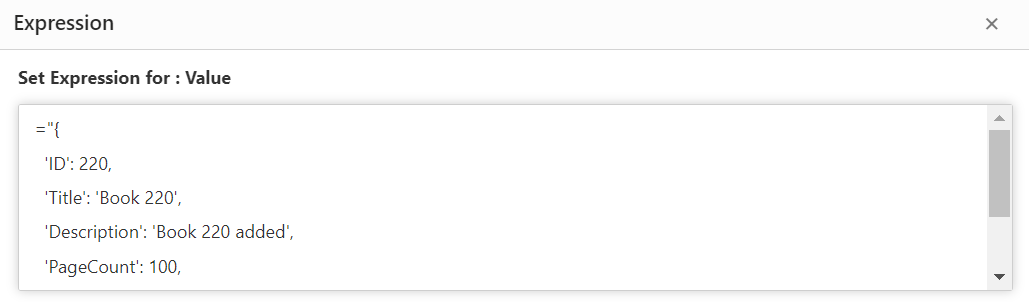 Expression
Set Expression for : Value
="{
'ID': 220,
'Title': 'Book 220',
'Description': 'Book 220 added',
'PageCount': 100,